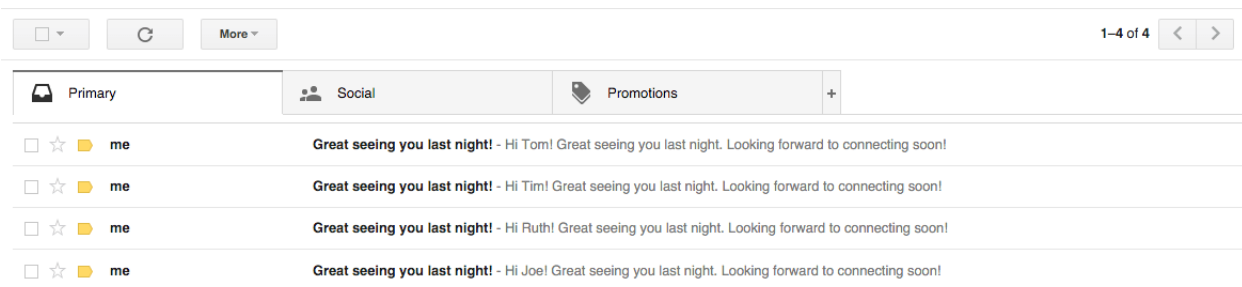 More 1–4 of 4
Primary Social Promotions +
me Great seeing you last night! - Hi Tom! Great seeing you last night. Looking forward to connecting soon!
me Great seeing you last night! - Hi Tim! Great seeing you last night. Looking forward to connecting soon!
me Great seeing you last night! - Hi Ruth! Great seeing you last night. Looking forward to connecting soon!
me Great seeing you last night! - Hi Joe! Great seeing you last night. Looking forward to connecting soon!